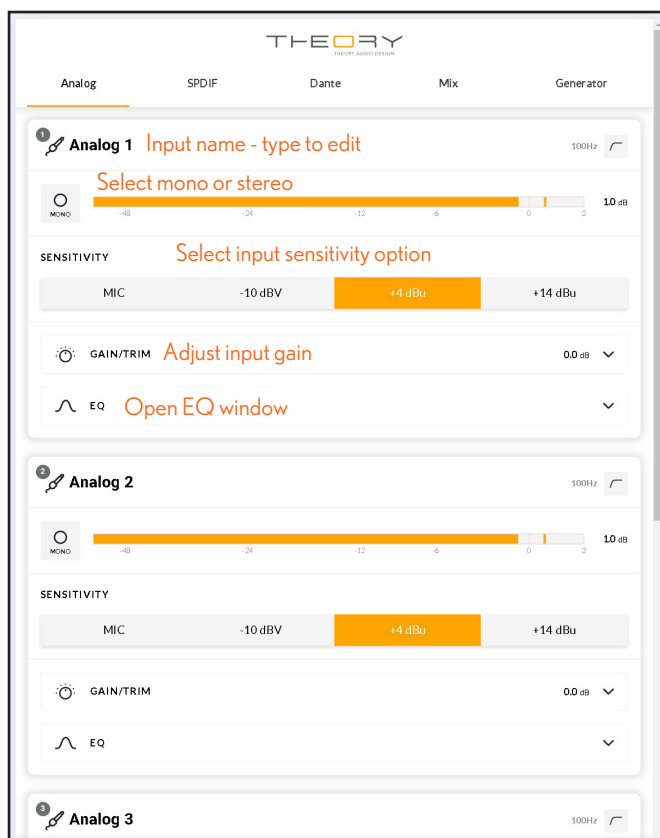 THEORY
THEORY AUDIO DESIGN
Analog SPDIF Dante Mix Generator
1 Analog 1 Input name - type to edit 100Hz
Select mono or stereo
MONO 1.0 dB
-48 -24 -12 -6 0 3
SENSITIVITY Select input sensitivity option
MIC -10 dBV +4 dBu +14 dBu
GAIN/TRIM Adjust input gain 0.0 dB
EQ Open EQ window
2 Analog 2 100Hz
MONO 1.0 dB
-48 -24 -12 -6 0 3
SENSITIVITY
MIC -10 dBV +4 dBu +14 dBu
GAIN/TRIM 0.0 dB
EQ
3 Analog 3 100Hz